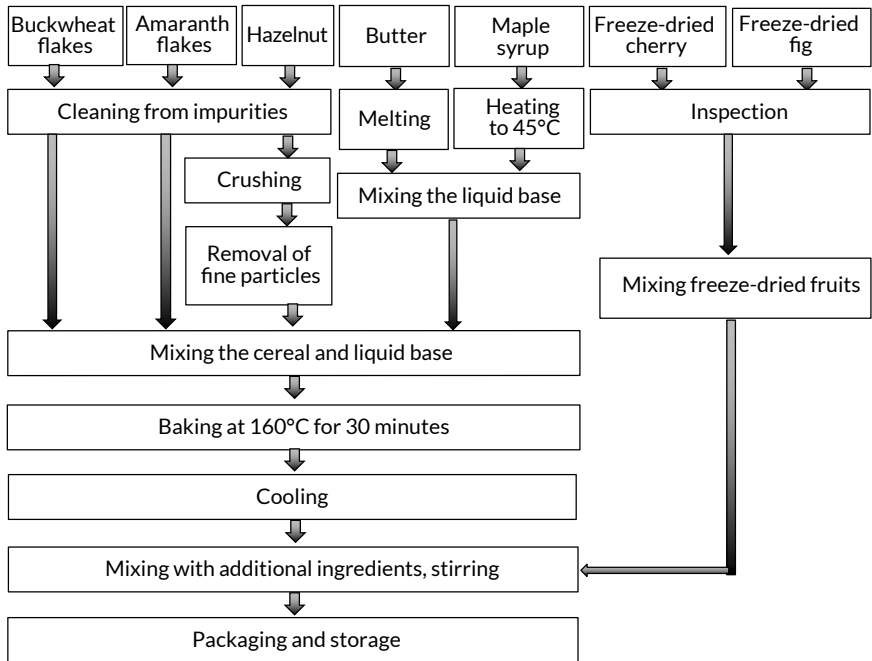 Buckwheat
flakes
Amaranth
flakes
Hazelnut
Butter
Maple
syrup
Freeze-dried
cherry
Freeze-dried
fig
Cleaning from impurities
Melting
Heating
to 45°C
Inspection
Crushing
Mixing the liquid base
Removal of
fine particles
Mixing freeze-dried fruits
Mixing the cereal and liquid base
Baking at 160°C for 30 minutes
Cooling
Mixing with additional ingredients, stirring
Packaging and storage